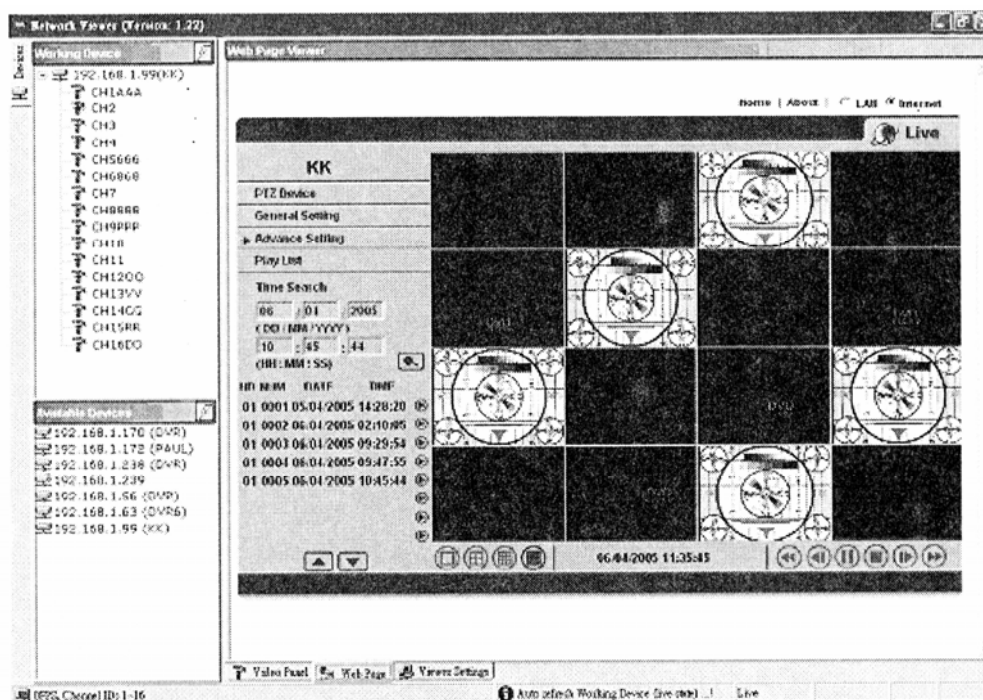 Network Viewer (Version: 1.22)
Devices
Working Device
192.168.1.99(KK)
CH1A4A
CH2
CH3
CH4
CH5666
CH6868
CH7
CH8888
CH9PPP
CH10
CH11
CH12OO
CH13VV
CH14GG
CH15RR
CH16DO
Available Devices
192.168.1.170 (DVR)
192.168.1.172 (PAUL)
192.168.1.238 (DVR)
192.168.1.239
192.168.1.56 (DVR)
192.168.1.63 (DVR6)
192.168.1.99 (KK)
Web Page Viewer
Home | About | LAN Internet
Live
KK
PTZ Device
General Setting
Advance Setting
Play List
Time Search
06 / 04 / 2005
( DD / MM / YYYY )
10 : 45 : 44
(HH : MM : SS)
HD NUM DATE TIME
01 0001 05/04/2005 14:28:20
01 0002 06/04/2005 02:10:05
01 0003 06/04/2005 09:29:54
01 0004 06/04/2005 09:47:55
01 0005 06/04/2005 10:45:44
06/04/2005 11:35:45
Video Panel
Web Page
Viewer Settings
0FPS, Channel ID: 1~16
Auto refresh Working Device (live state) ...!
Live